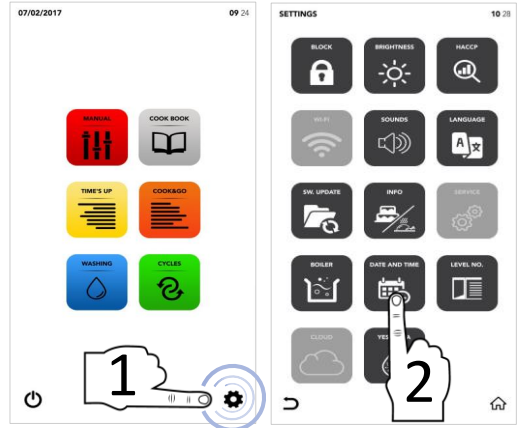 07/02/2017 09 24
MANUAL COOK BOOK
TIME'S UP COOK&GO
WASHING CYCLES
1
SETTINGS 10 28
BLOCK BRIGHTNESS HACCP
WI-FI SOUNDS LANGUAGE
A
SW. UPDATE INFO SERVICE
BOILER DATE AND TIME LEVEL NO.
CLOUD YES
2